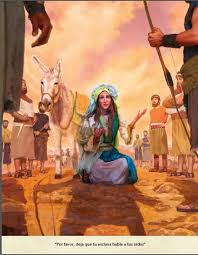 "Por favor, deja que tu esclava hable a tus oídos"